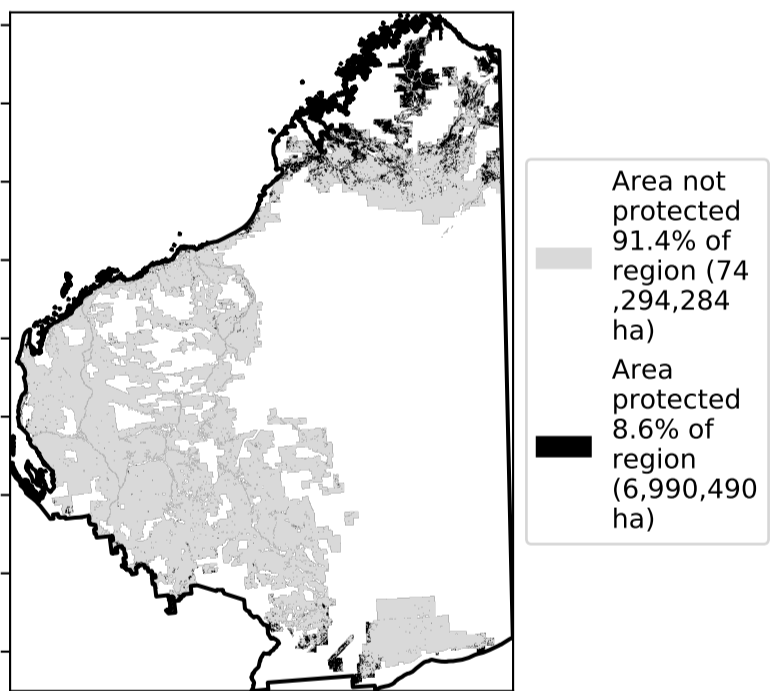 Area not
protected
91.4% of
region (74
,294,284
ha)
Area
protected
8.6% of
region
(6,990,490
ha)